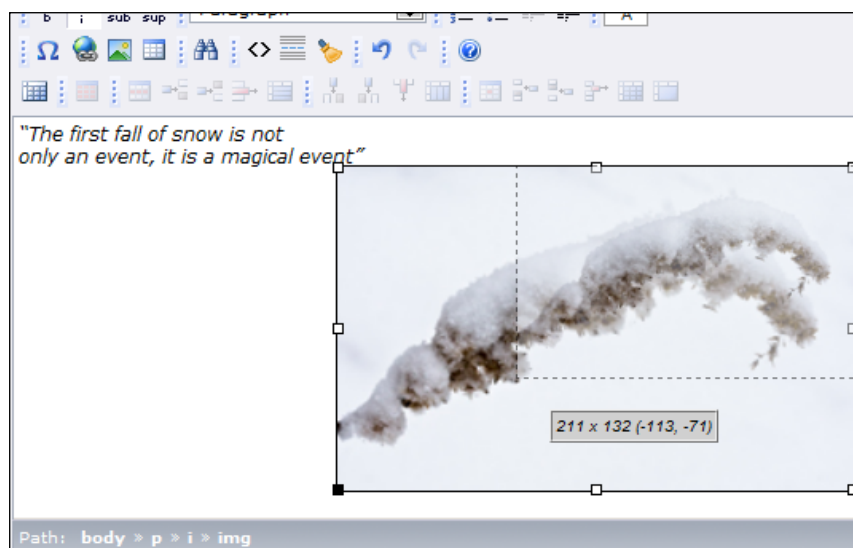 b i sub sup
A
"The first fall of snow is not
only an event, it is a magical event”
211 x 132 (-113, -71)
Path: body » p » i » img